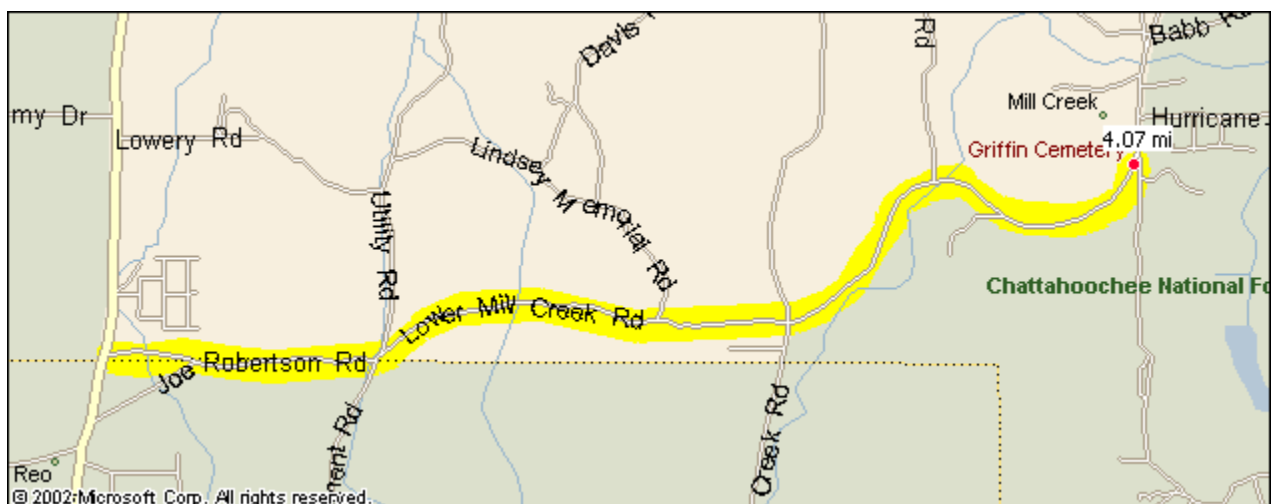 Davis
Rd
Babb
my Dr
Lowery Rd
Mill Creek
Hurricane
4.07 mi
Griffin Cemetery
Lindsey Memorial Rd
Utility Rd
Chattahoochee National Fo
Lower Mill Creek Rd
Joe Robertson Rd
ment Rd
Creek Rd
Reo
© 2002 Microsoft Corp. All rights reserved.